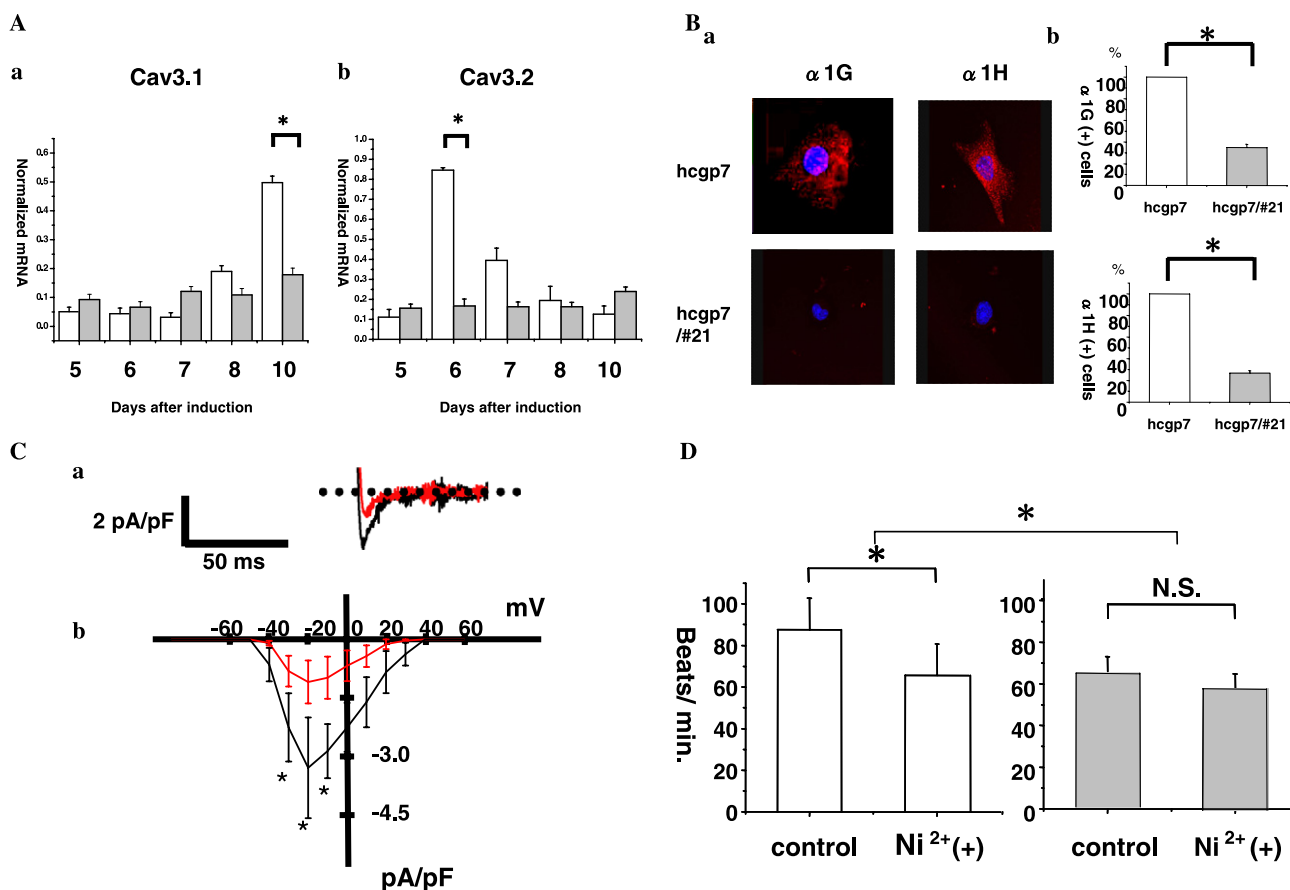 A
a
Cav3.1
Normalized mRNA
0,6
0,5
0,4
0,3
0,2
0,1
0,0
*
5 6 7 8 10
Days after induction
b
Cav3.2
Normalized mRNA
1.0
0.9
0.8
0.7
0.6
0.5
0.4
0.3
0.2
0.1
0.0
*
5 6 7 8 10
Days after induction
B
a
α 1G
α 1H
hcgp7
hcgp7
/#21
b
%
*
α 1G (+) cells
100
80
60
40
20
0
hcgp7 hcgp7/#21
%
*
α 1H (+) cells
100
80
60
40
20
0
hcgp7 hcgp7/#21
C
a
2 pA/pF
50 ms
b
mV
-60 -40 -20 0 20 40 60
-3.0
-4.5
* * *
pA/pF
D
*
*
Beats/ min.
100
80
60
40
20
0
control Ni 2+ (+)
N.S.
100
80
60
40
20
0
control Ni 2+ (+)